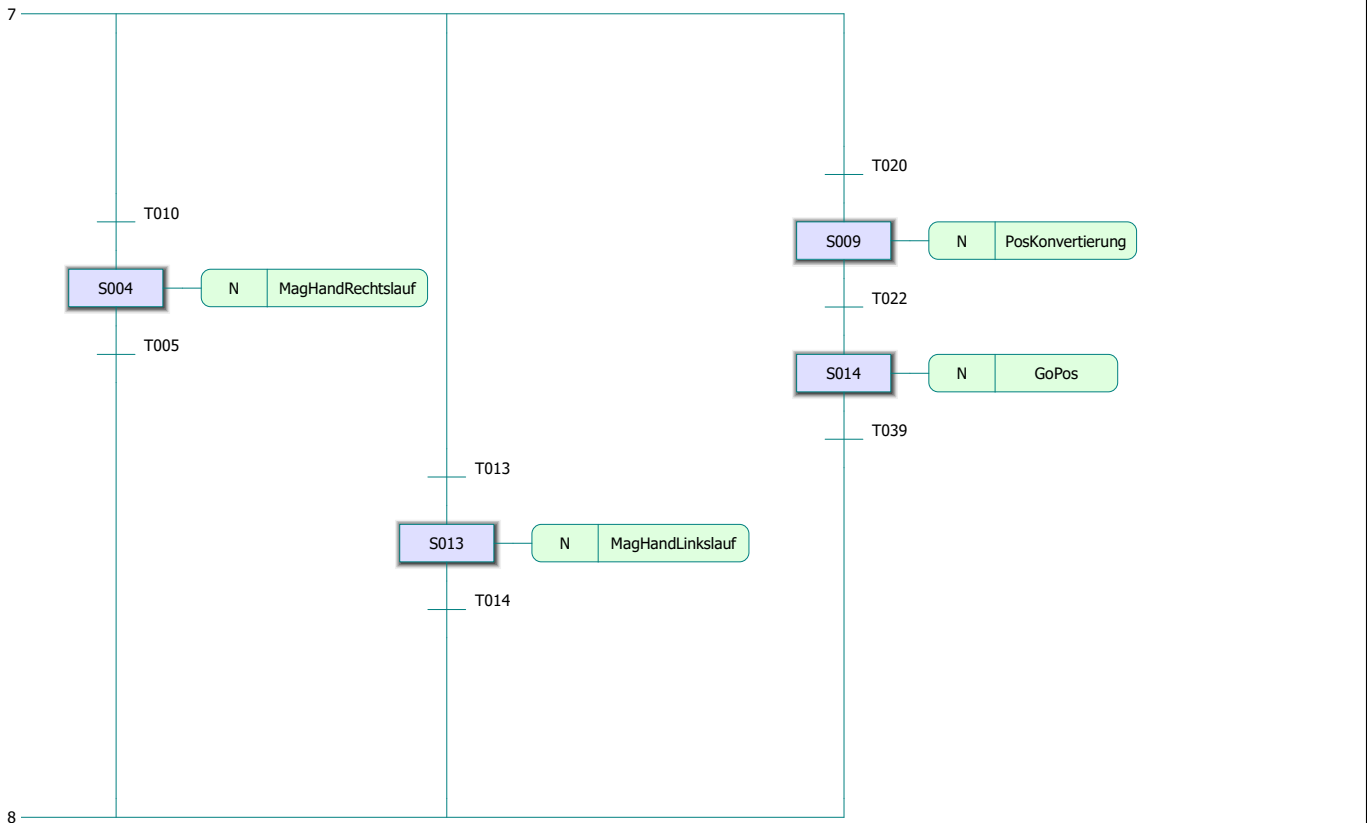 7
T020
T010
S009 N PosKonvertierung
S004 N MagHandRechtslauf
T022
T005
S014 N GoPos
T039
T013
S013 N MagHandLinkslauf
T014
8